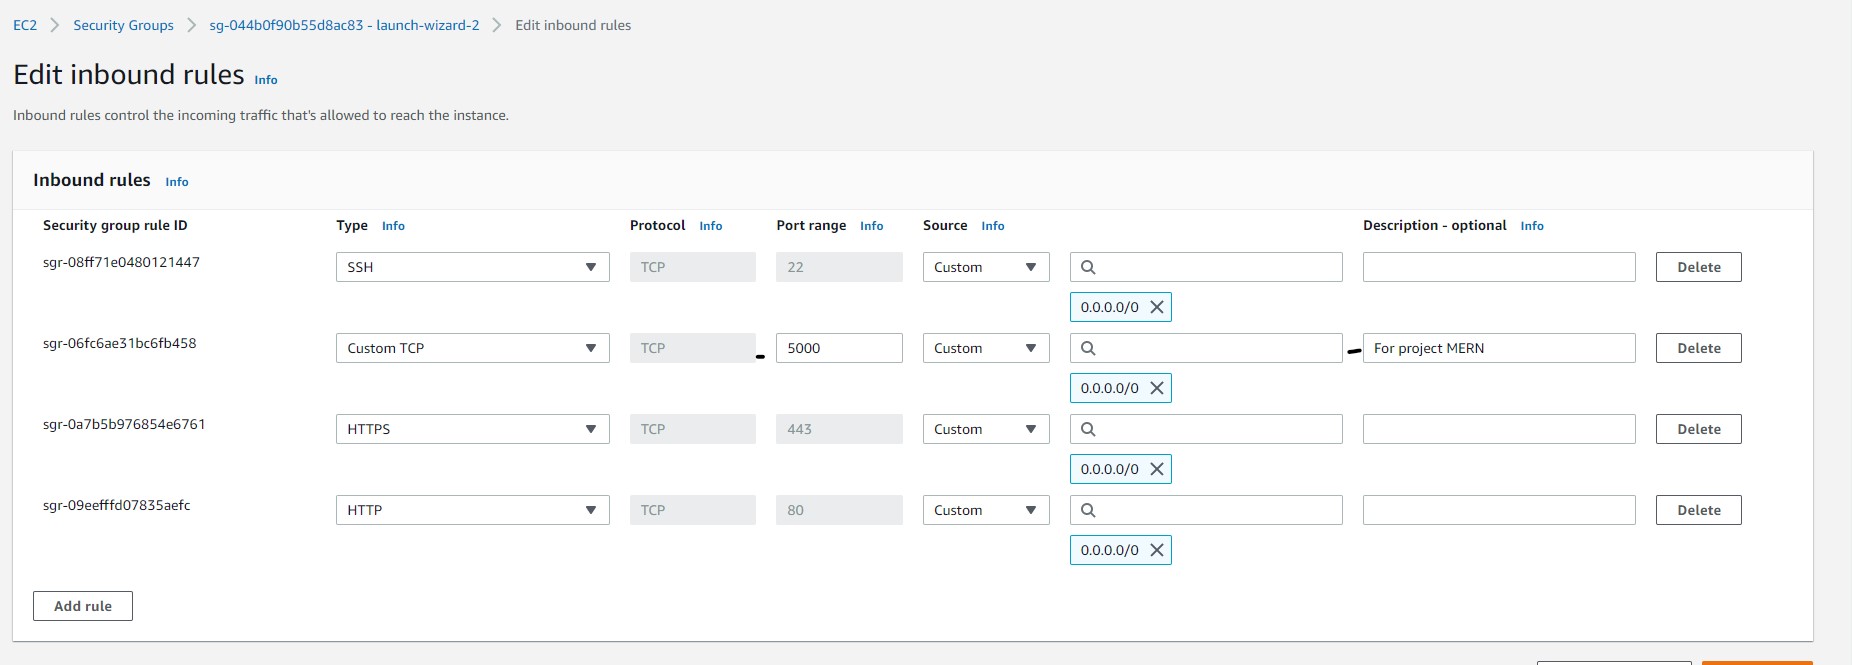 EC2 > Security Groups > sg-044b0f90b55d8ac83 - launch-wizard-2 > Edit inbound rules
Edit inbound rules Info
Inbound rules control the incoming traffic that's allowed to reach the instance.
Inbound rules Info
Security group rule ID Type Info Protocol Info Port range Info Source Info Description - optional Info
sgr-08ff71e0480121447 SSH TCP 22 Custom Delete
0.0.0.0/0
sgr-06fc6ae31bc6fb458 Custom TCP TCP 5000 Custom For project MERN Delete
0.0.0.0/0
sgr-0a7b5b976854e6761 HTTPS TCP 443 Custom Delete
0.0.0.0/0
sgr-09eefffd07835aefc HTTP TCP 80 Custom Delete
0.0.0.0/0
Add rule